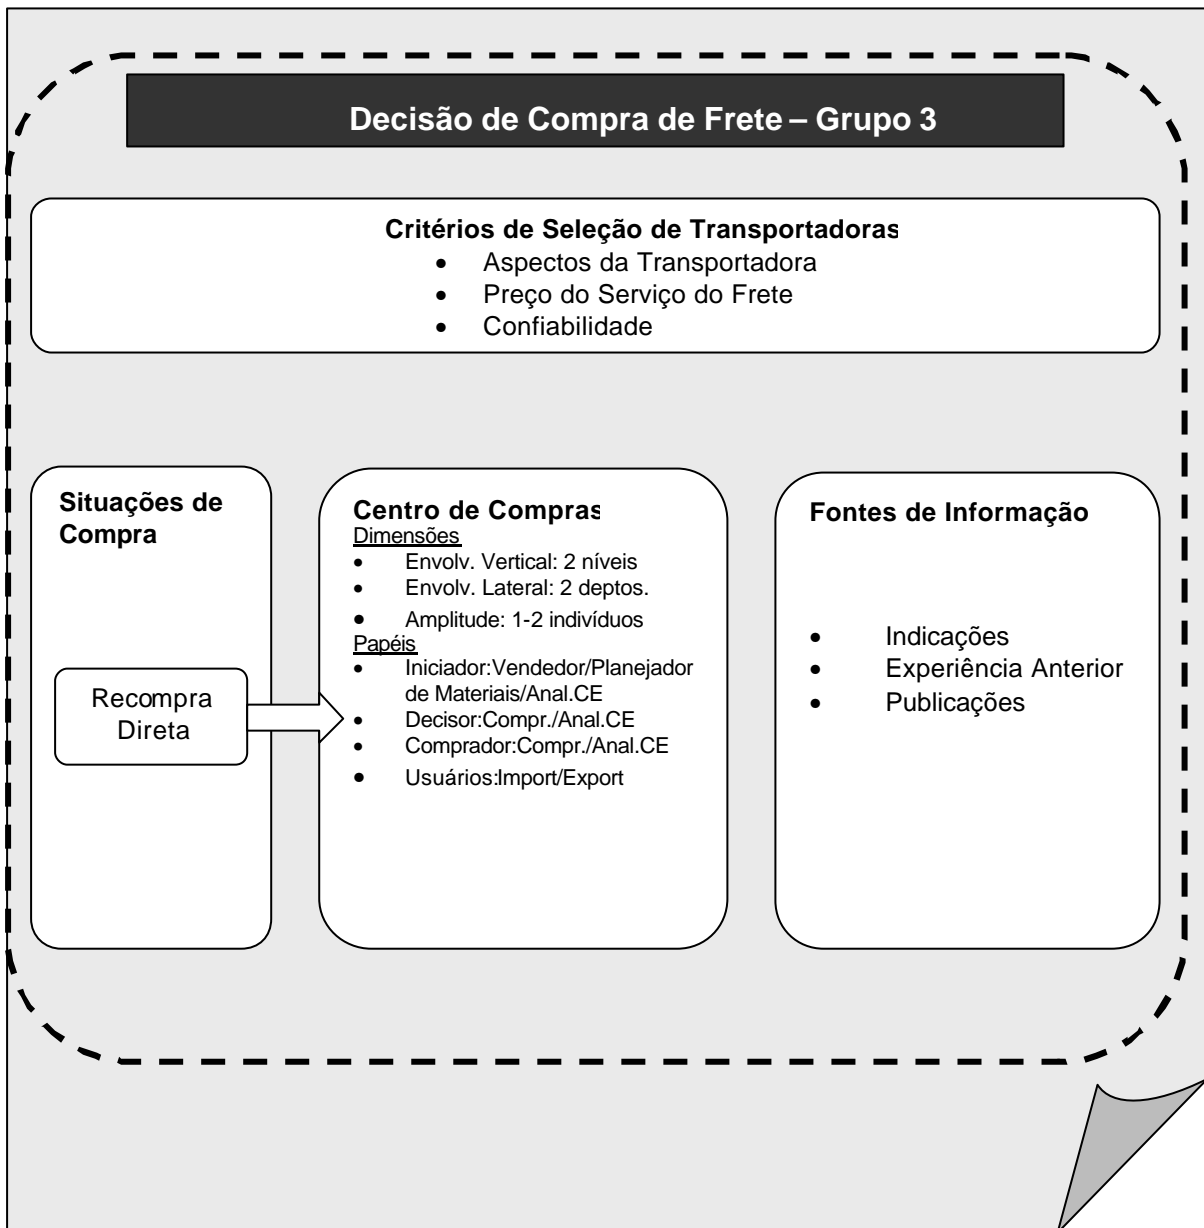 Decisão de Compra de Frete – Grupo 3
Critérios de Seleção de Transportadoras
• Aspectos da Transportadora
• Preço do Serviço do Frete
• Confiabilidade
Situações de
Compra
Recompra
Direta
Centro de Compras
Dimensões
• Envolv. Vertical: 2 níveis
• Envolv. Lateral: 2 deptos.
• Amplitude: 1-2 indivíduos
Papéis
• Iniciador:Vendedor/Planejador
de Materiais/Anal.CE
• Decisor:Compr./Anal.CE
• Comprador:Compr./Anal.CE
• Usuários:Import/Export
Fontes de Informação
• Indicações
• Experiência Anterior
• Publicações